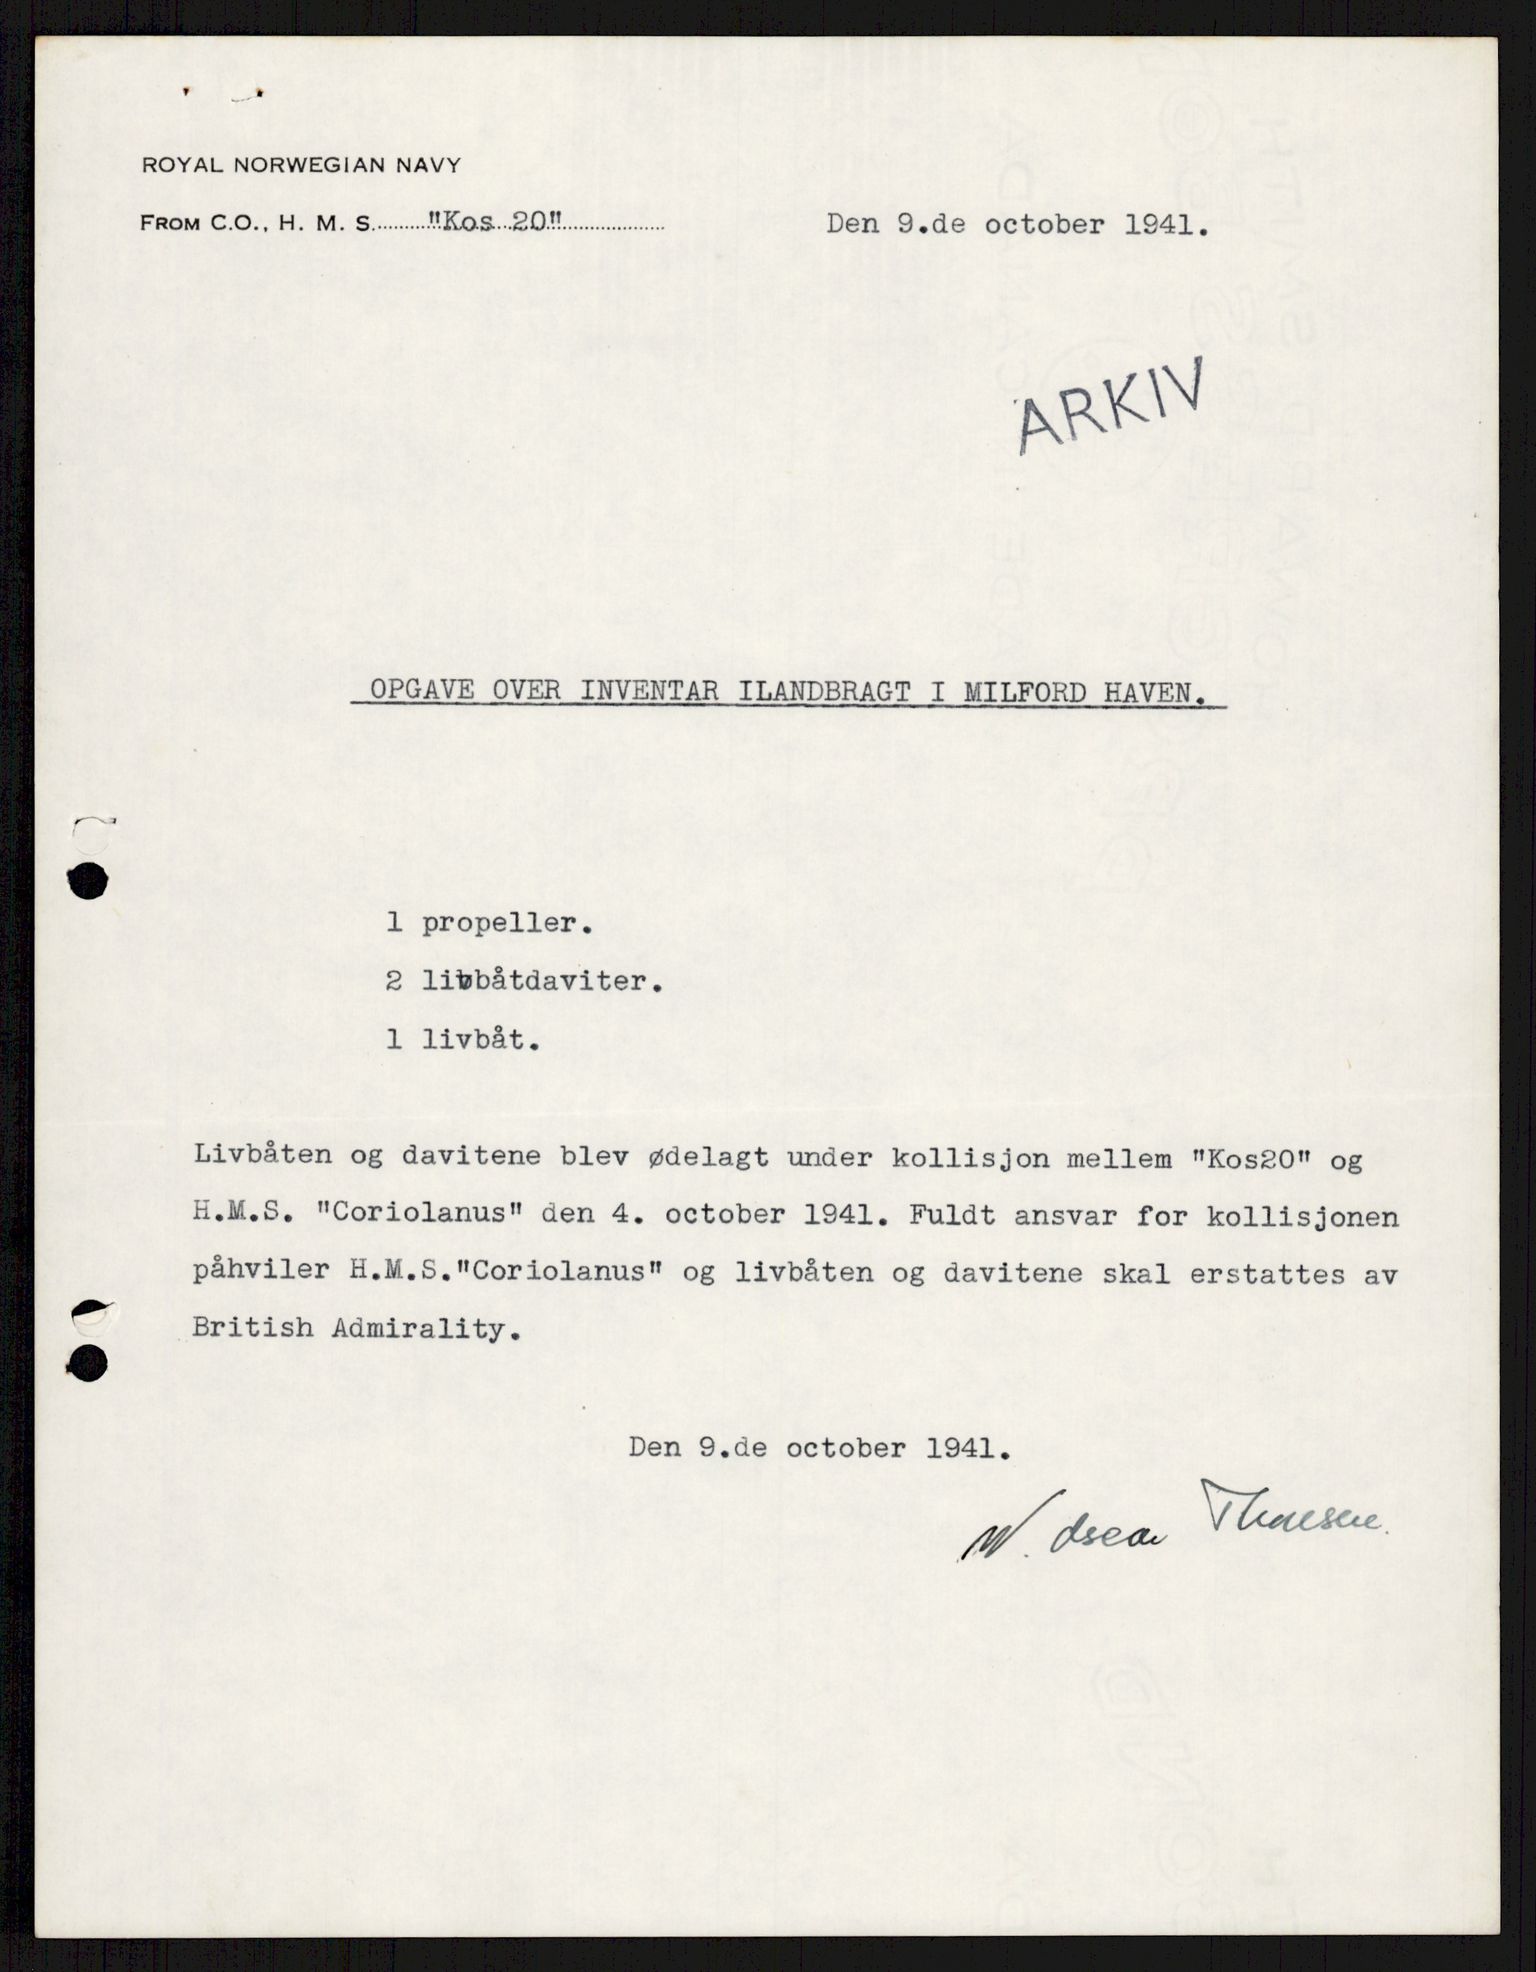 ROYAL NORWEGIAN NAVY
FROM C.O., H. M. S. "Kos 20"
Den 9.de october 1941.
ARKIV
OPGAVE OVER INVENTAR ILANDBRAGT I MILFORD HAVEN.
1 propeller.
2 livbåtdaviter.
1 livbåt.
Livbåten og davitene blev ødelagt under kollisjon mellem "Kos20" og
H.M.S. "Coriolanus" den 4. october 1941. Fuldt ansvar for kollisjonen
påhviler H.M.S."Coriolanus" og livbåten og davitene skal erstattes av
British Admirality.
Den 9.de october 1941.
W. Oscar